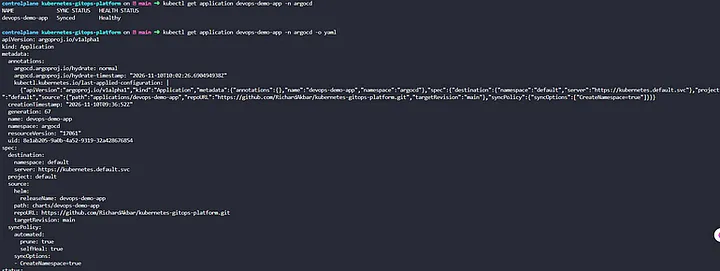 controlplane kubernetes-gitops-platform on main ➜ kubectl get application devops-demo-app -n argocd
NAME SYNC STATUS HEALTH STATUS
devops-demo-app Synced Healthy
controlplane kubernetes-gitops-platform on main ➜ kubectl get application devops-demo-app -n argocd -o yaml
apiVersion: argoproj.io/v1alpha1
kind: Application
metadata:
annotations:
argocd.argoproj.io/hydrate: normal
argocd.argoproj.io/hydrate-timestamp:
kubectl.kubernetes.io/last-applied-configuration: |
{"apiVersion":"argoproj.io/v1alpha1","kind":"Application","metadata":{"annotations":{},"name":"devops-demo-app","namespace":"argocd"},"spec":{"destination":{"namespace":"default","server":"https://kubernetes.default.svc"},"project"
:"default","source":{"path":"applications/devops-demo-app","repoURL":"https://github.com/RichardAkbar/kubernetes-gitops-platform.git","targetRevision":"main"},"syncPolicy":{"syncOptions":["CreateNamespace=true"]}}}
creationTimestamp: "2026-11-10T09:36:52Z"
generation: 67
name: devops-demo-app
namespace: argocd
resourceVersion: "17061"
uid:
spec:
destination:
namespace: default
server: https://kubernetes.default.svc
project: default
source:
helm:
releaseName: devops-demo-app
path: charts/devops-demo-app
repoURL: https://github.com/RichardAkbar/kubernetes-gitops-platform.git
targetRevision: main
syncPolicy:
automated:
prune: true
selfHeal: true
syncOptions:
- CreateNamespace=true
status: